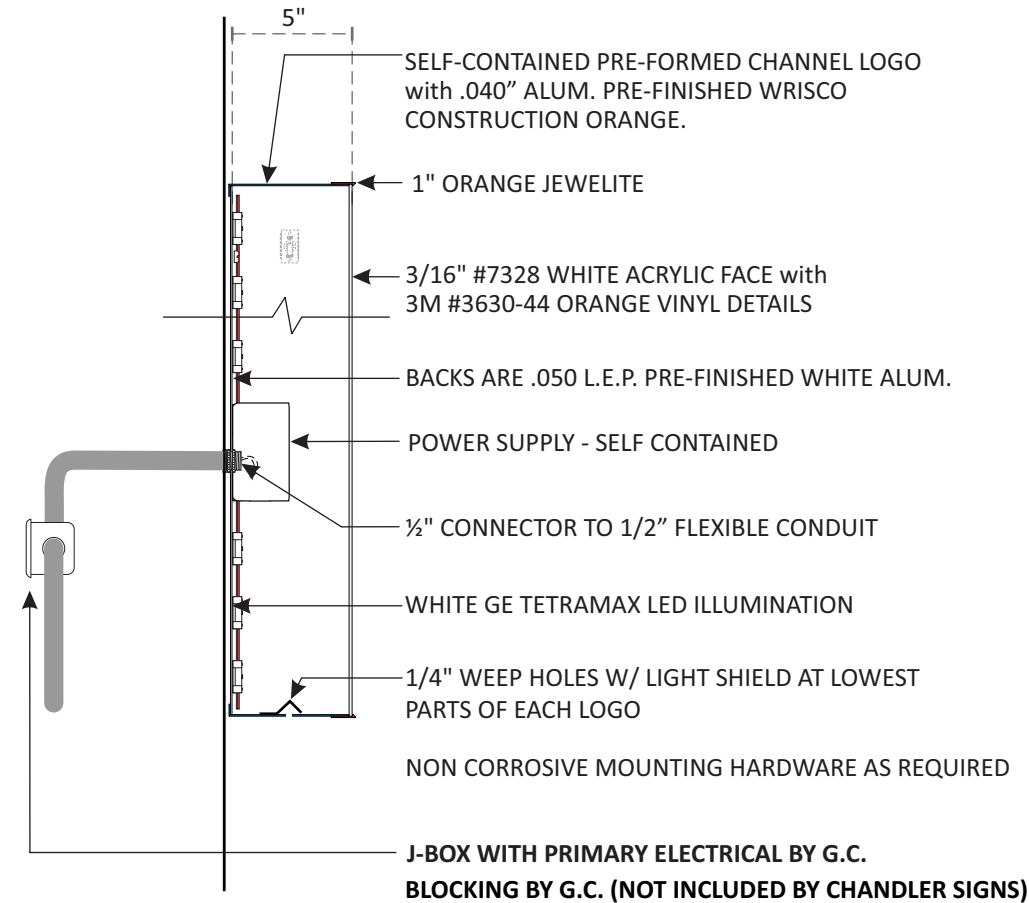 5"
SELF-CONTAINED PRE-FORMED CHANNEL LOGO
with .040” ALUM. PRE-FINISHED WRISCO
CONSTRUCTION ORANGE.
1" ORANGE JEWELITE
3/16" #7328 WHITE ACRYLIC FACE with
3M #3630-44 ORANGE VINYL DETAILS
BACKS ARE .050 L.E.P. PRE-FINISHED WHITE ALUM.
POWER SUPPLY - SELF CONTAINED
½" CONNECTOR TO 1/2” FLEXIBLE CONDUIT
WHITE GE TETRAMAX LED ILLUMINATION
1/4" WEEP HOLES W/ LIGHT SHIELD AT LOWEST
PARTS OF EACH LOGO
NON CORROSIVE MOUNTING HARDWARE AS REQUIRED
J-BOX WITH PRIMARY ELECTRICAL BY G.C.
BLOCKING BY G.C. (NOT INCLUDED BY CHANDLER SIGNS)